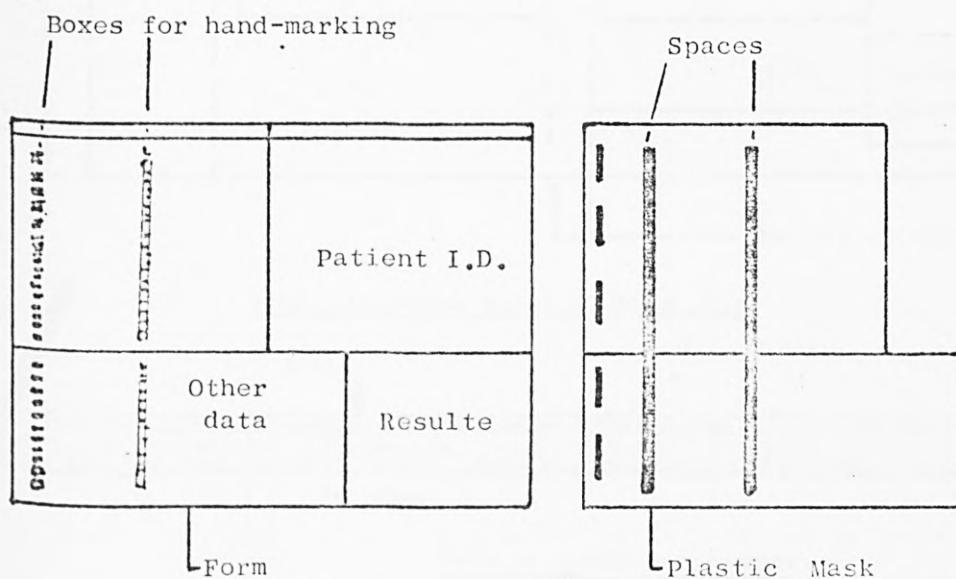 Boxes for hand-marking
Spaces
Patient I.D.
Other
data
Resulte
Form
Plastic Mask